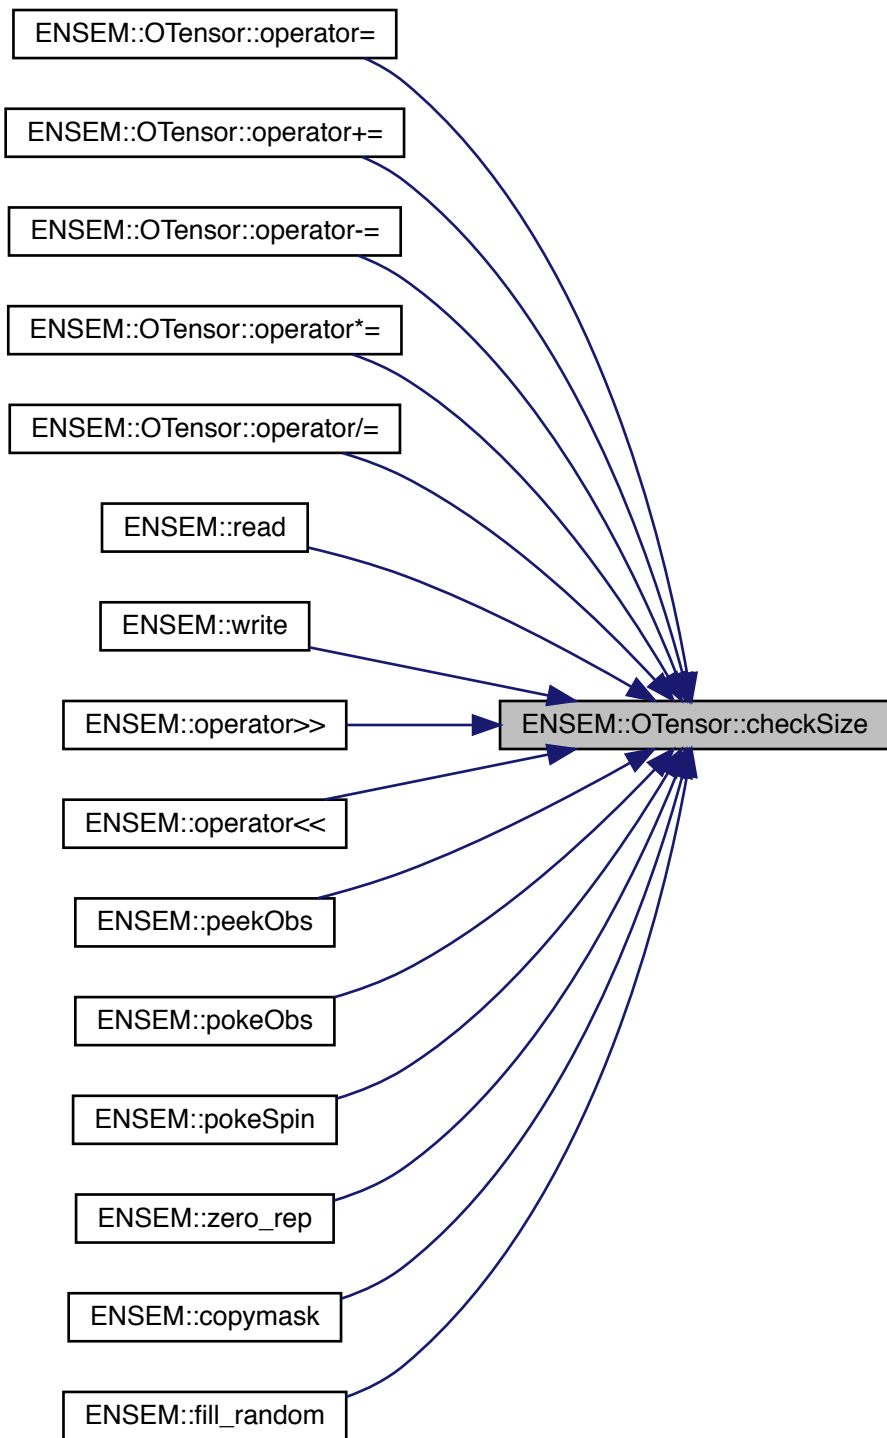 ENSEM::OTensor::operator=
ENSEM::OTensor::operator+=
ENSEM::OTensor::operator-=
ENSEM::OTensor::operator*=
ENSEM::OTensor::operator/=
ENSEM::read
ENSEM::write
ENSEM::operator>>
ENSEM::OTensor::checkSize
ENSEM::operator<<
ENSEM::peekObs
ENSEM::pokeObs
ENSEM::pokeSpin
ENSEM::zero_rep
ENSEM::copymask
ENSEM::fill_random